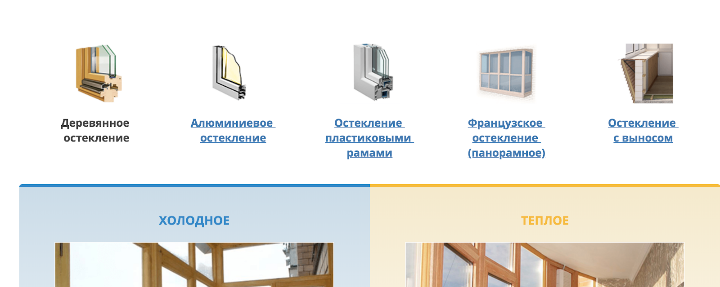 Деревянное
остекление
Алюминиевое
остекление
Остекление
пластиковыми
рамами
Французское
остекление
(панорамное)
Остекление
с выносом
ХОЛОДНОЕ
ТЕПЛОЕ